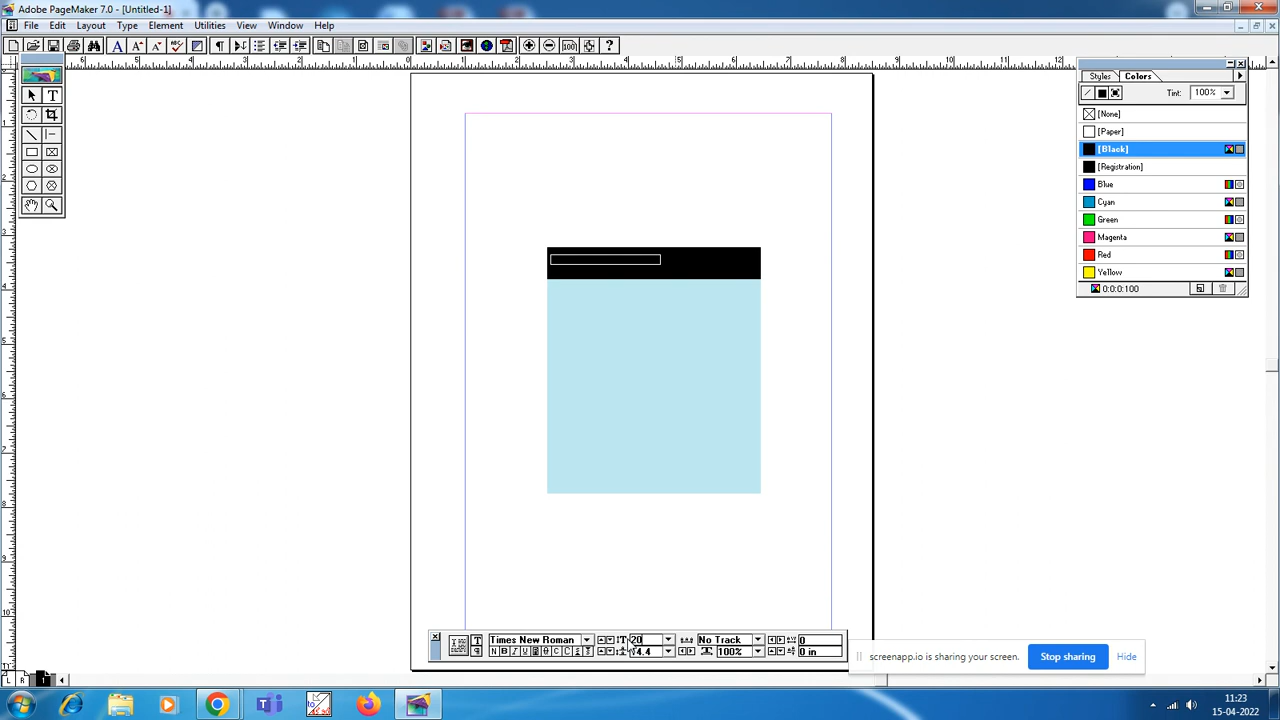 Adobe PageMaker 7.0 - [Untitled-1]
File Edit Layout Type Element Utilities View Window Help
Styles Colors
Tint: 100%
[None]
[Paper]
[Black]
[Registration]
Blue
Cyan
Green
Magenta
Red
Yellow
0:0:0:100
Times New Roman 20 No Track 0
4.4 100% 0 in
screenapp.io is sharing your screen. Stop sharing Hide
L R 1
11:23
15-04-2022